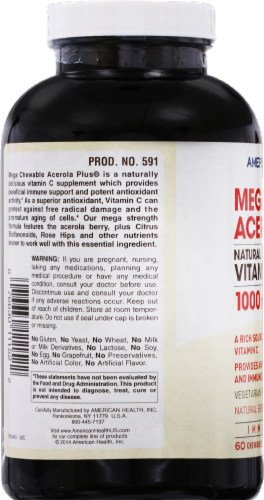 PROD. NO. 591
Mega Chewable Acerola Plus® is a naturally
delicious vitamin C supplement which provides
beneficial immune support and potent antioxidant
activity.* As a superior antioxidant, Vitamin C can
protect against free radical damage and the
premature aging of cells.* Our mega strength
formula features the acerola berry, plus Citrus
Bioflavonoids, Rose Hips and other nutrients
known to work well with this essential ingredient.
WARNING: If you are pregnant, nursing,
taking any medications, planning any
medical procedure or have any medical
condition, consult your doctor before use.
Discontinue use and consult your doctor
if any adverse reactions occur. Keep out
of reach of children. Store at room temper-
ature. Do not use if seal under cap is broken
or missing.
No Gluten, No Yeast, No Wheat, No Milk
or Milk Derivatives, No Lactose, No Soy,
No Egg, No Grapefruit, No Preservatives,
No Artificial Color, No Artificial Flavor.
*These statements have not been evaluated by
the Food and Drug Administration. This product
is not intended to diagnose, treat, cure or
prevent any disease.
Carefully Manufactured by AMERICAN HEALTH, INC.
Ronkonkoma, NY 11779 U.S.A.
800-445-7137
Visit www.AmericanHealthUS.com
for our complete line of products
© 2014 American Health, Inc.
AMER
MEG
ACE
NATURAL
VITAM
1000
A RICH SOUR
VITAMIN C
PROVIDES AN
AND IMMUNE
VEGETARIAN
NATURAL BE
IMM
60 CHEWABL